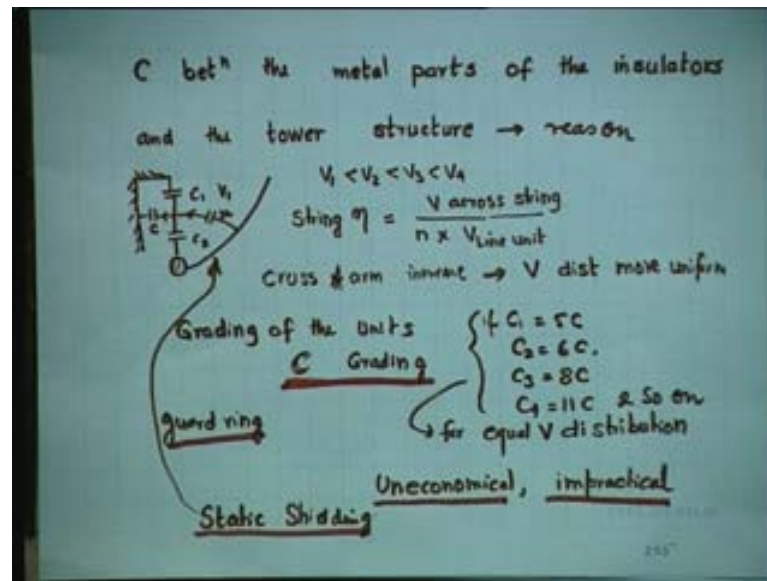 C betⁿ the metal parts of the insulators
and the tower structure → reason
V₁ < V₂ < V₃ < V₄
C₁ V₁
C
C₂
String η = V across string / n × V Line unit
Cross arm increase → V dist more uniform
Grading of the units
C Grading
if C₁ = 5C
C₂ = 6C.
C₃ = 8C
C₄ = 11C & so on
→ for equal V distribution
guard ring
Uneconomical, impractical
Static Shielding